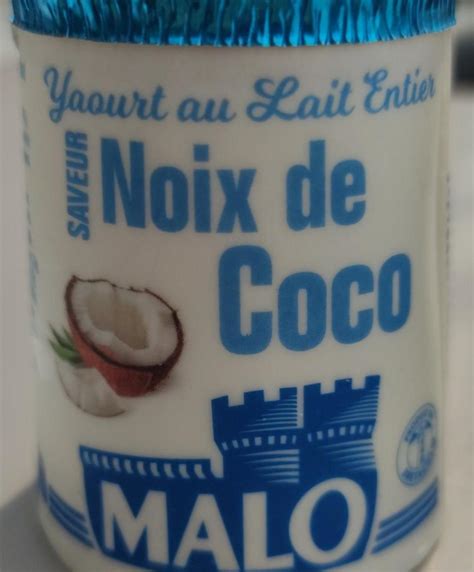 Yaourt au Lait Entier
SAVEUR
Noix de
Coco
MALO